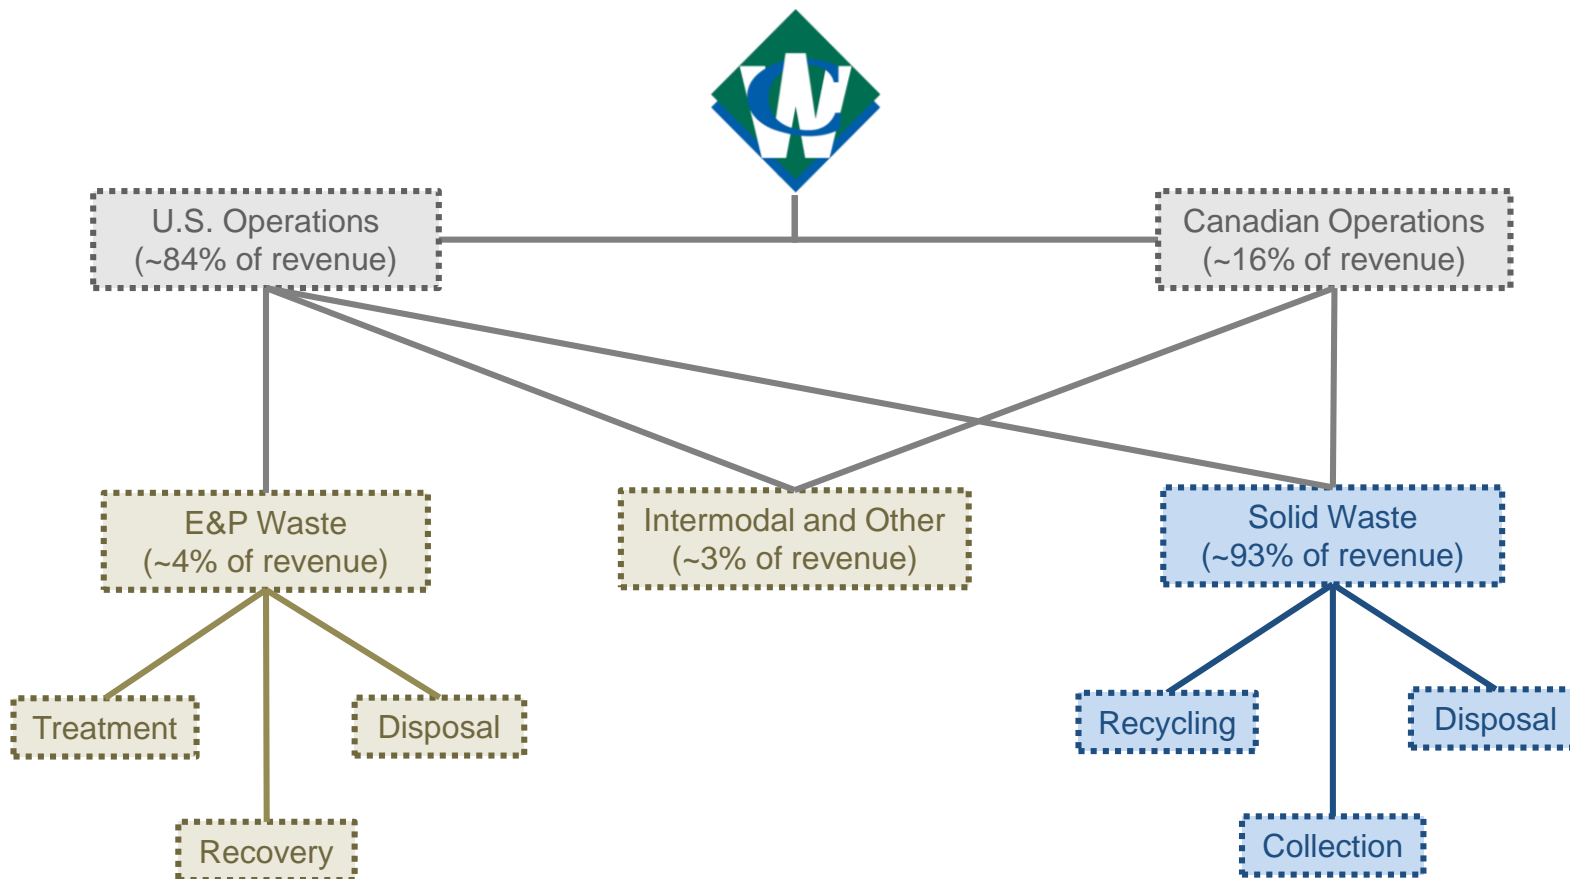 WC
U.S. Operations
(~84% of revenue)
Canadian Operations
(~16% of revenue)
E&P Waste
(~4% of revenue)
Intermodal and Other
(~3% of revenue)
Solid Waste
(~93% of revenue)
Treatment
Disposal
Recovery
Recycling
Disposal
Collection